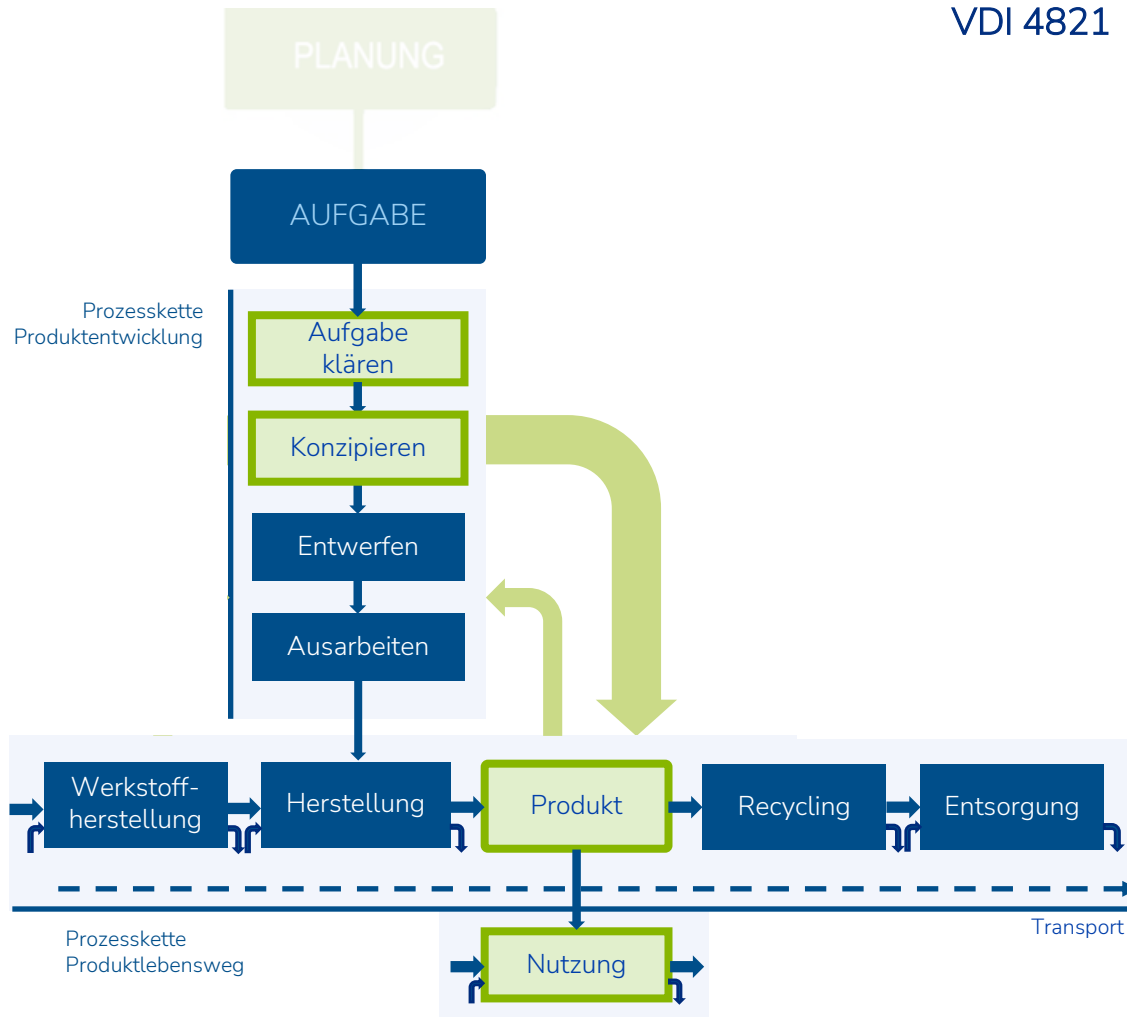 VDI 4821
PLANUNG
AUFGABE
Prozesskette
Produktentwicklung
Aufgabe
klären
Konzipieren
Entwerfen
Ausarbeiten
Werkstoff-
herstellung
Herstellung
Produkt
Recycling
Entsorgung
Transport
Prozesskette
Produktlebensweg
Nutzung